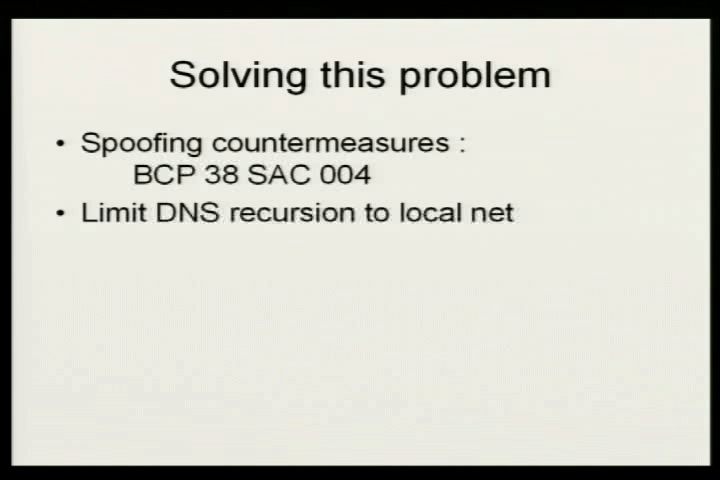 Solving this problem
• Spoofing countermeasures :
BCP 38 SAC 004
• Limit DNS recursion to local net